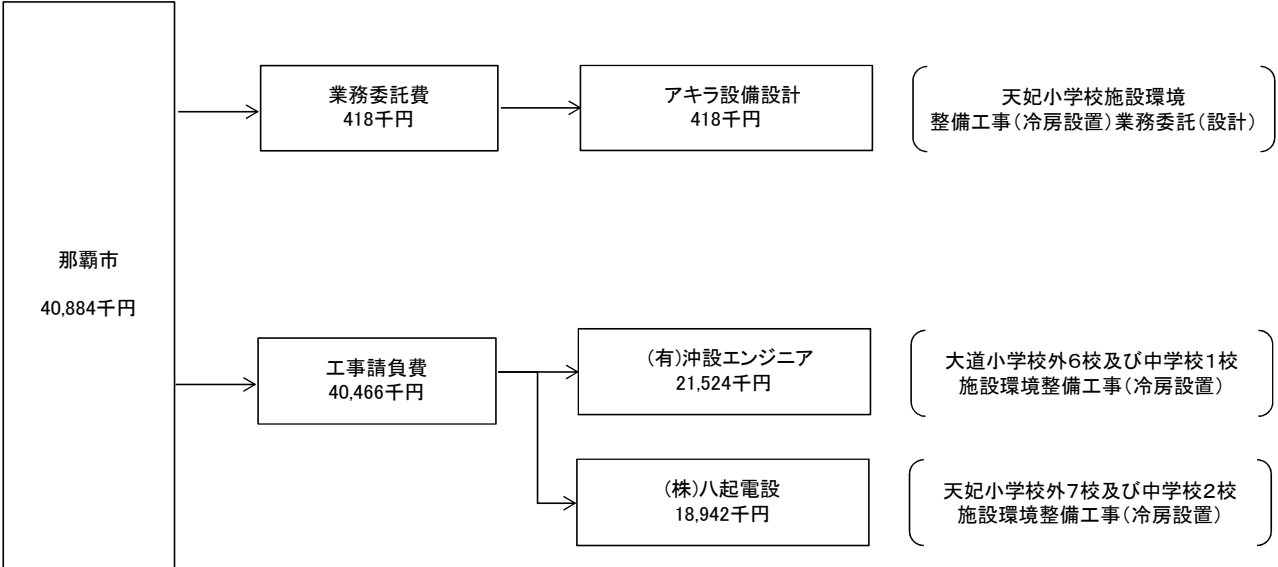 那覇市
40,884千円
業務委託費
418千円
アキラ設備設計
418千円
天妃小学校施設環境
整備工事(冷房設置)業務委託(設計)
工事請負費
40,466千円
(有)沖設エンジニア
21,524千円
大道小学校外6校及び中学校1校
施設環境整備工事(冷房設置)
(株)八起電設
18,942千円
天妃小学校外7校及び中学校2校
施設環境整備工事(冷房設置)